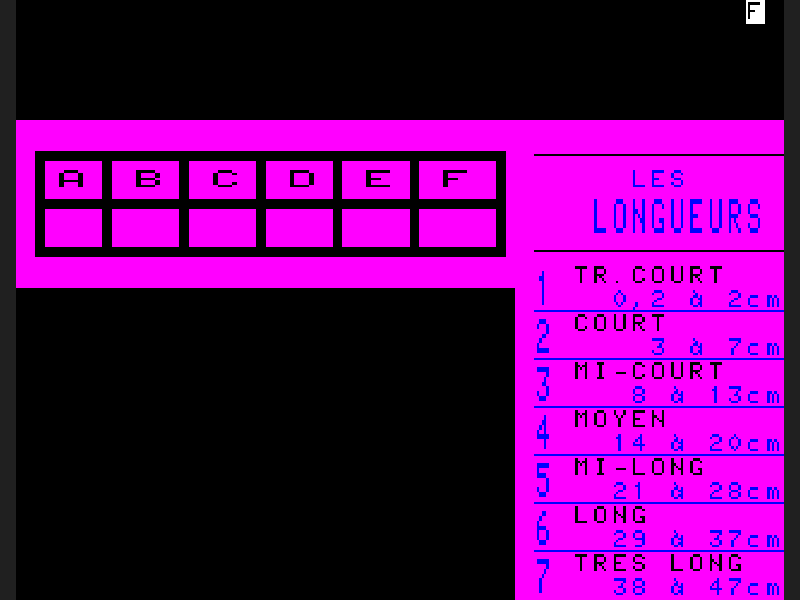 F
A B C D E F
LES
LONGUEURS
1 TR.COURT
0,2 à 2cm
2 COURT
3 à 7cm
3 MI-COURT
8 à 13cm
4 MOYEN
14 à 20cm
5 MI-LONG
21 à 28cm
6 LONG
29 à 37cm
7 TRES LONG
38 à 47cm